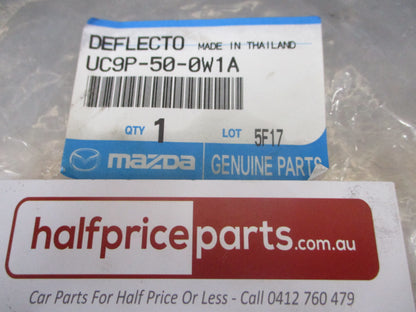 DEFLECTO MADE IN THAILAND
UC9P-50-0W1A
QTY 1 LOT 5F17
mazda GENUINE PARTS
halfpriceparts.com.au
Car Parts For Half Price Or Less - Call 0412 760 479